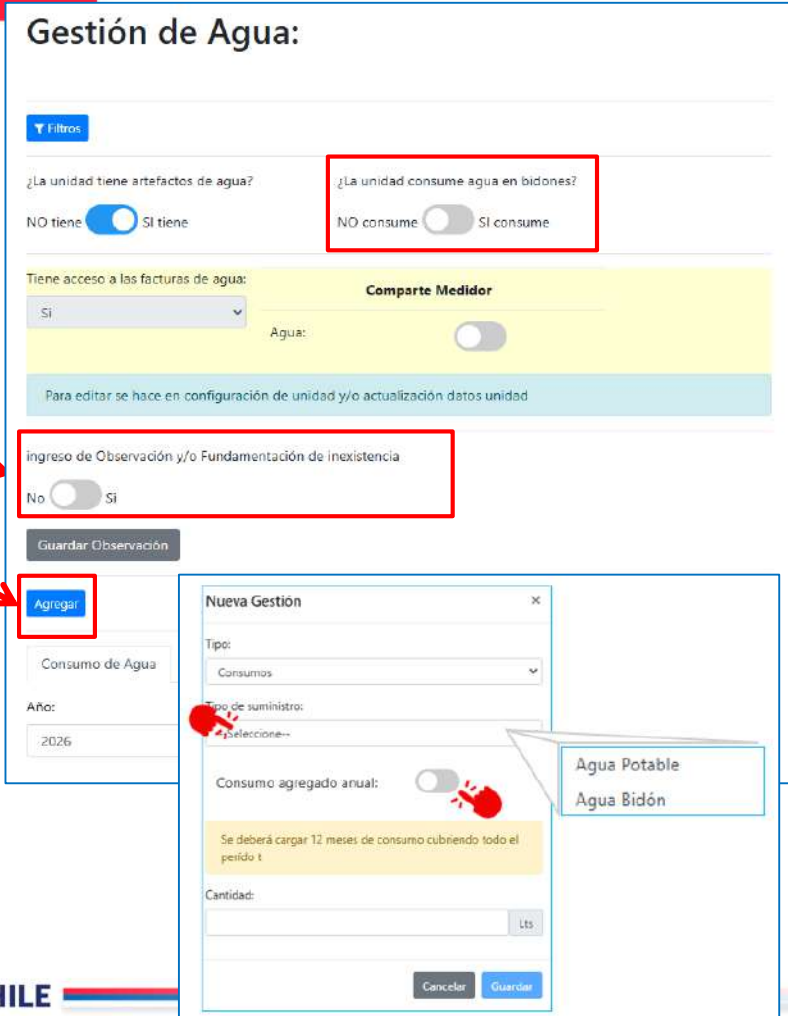 Gestión de Agua:
Filtros
¿La unidad tiene artefactos de agua?
NO tiene SI tiene
¿La unidad consume agua en bidones?
NO consume SI consume
Tiene acceso a las facturas de agua:
Si
Comparte Medidor
Agua:
Para editar se hace en configuración de unidad y/o actualización datos unidad
ingreso de Observación y/o Fundamentación de inexistencia
No Si
Guardar Observación
Agregar
Consumo de Agua
Año:
2026
Nueva Gestión ×
Tipo:
Consumos
Tipo de suministro:
Seleccione--
Agua Potable
Agua Bidón
Consumo agregado anual:
Se deberá cargar 12 meses de consumo cubriendo todo el
perído t
Cantidad:
Lts
Cancelar Guardar
HILE